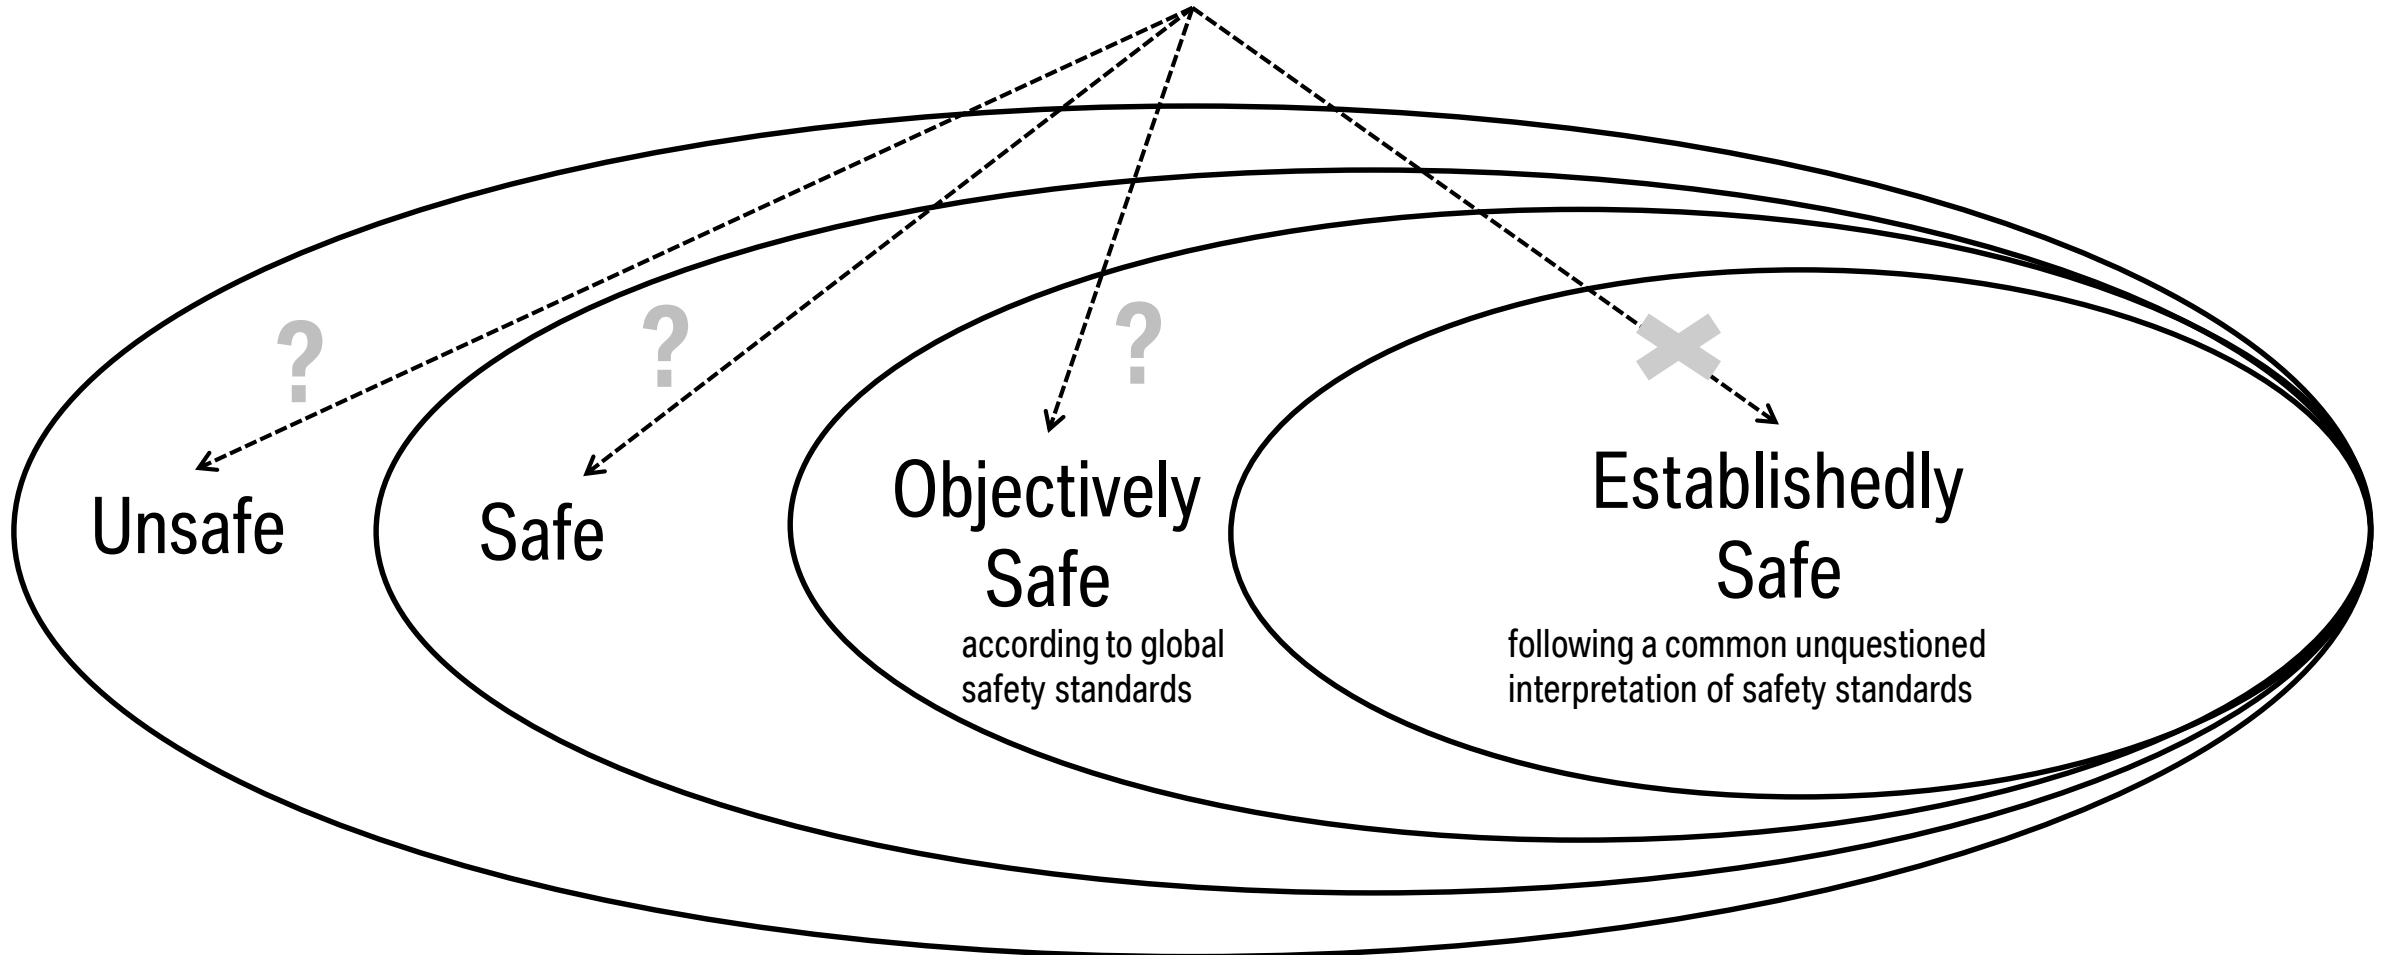 ?
?
?
Unsafe
Safe
Objectively
Safe
according to global
safety standards
Establishedly
Safe
following a common unquestioned
interpretation of safety standards